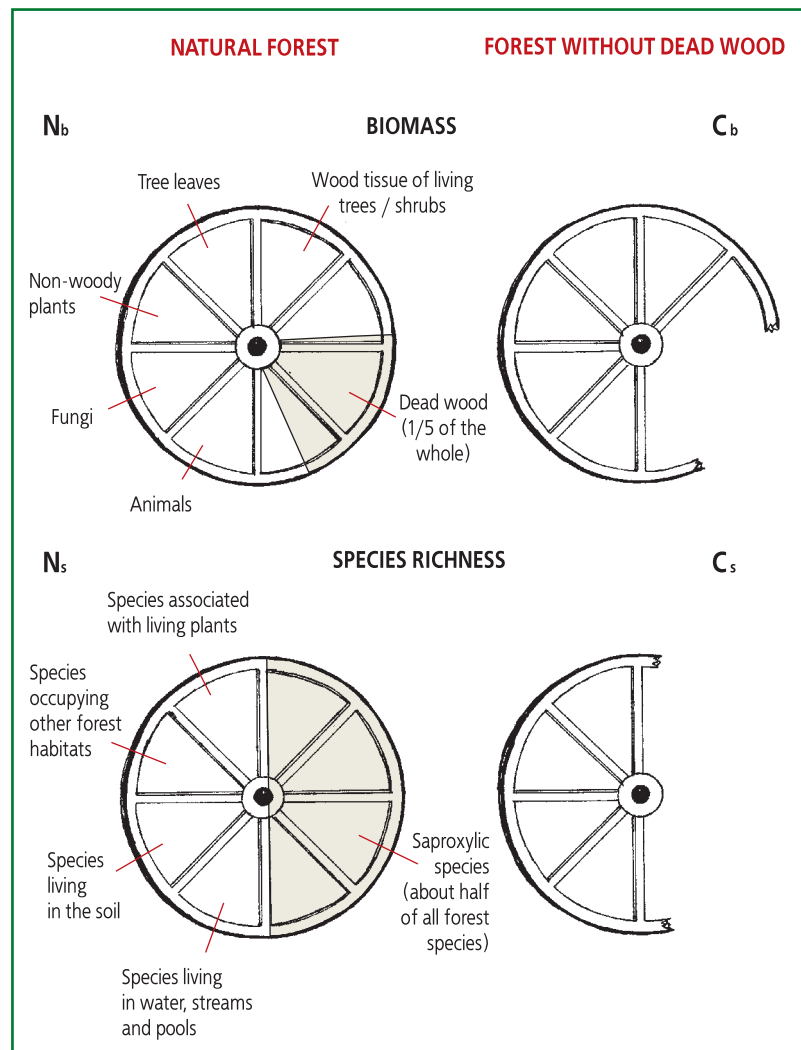 NATURAL FOREST
FOREST WITHOUT DEAD WOOD
Nb
BIOMASS
Cb
Tree leaves
Wood tissue of living
trees / shrubs
Non-woody
plants
Fungi
Dead wood
(1/5 of the
whole)
Animals
Ns
SPECIES RICHNESS
Cs
Species associated
with living plants
Species
occupying
other forest
habitats
Species
living
in the soil
Saproxylic
species
(about half
of all forest
species)
Species living
in water, streams
and pools